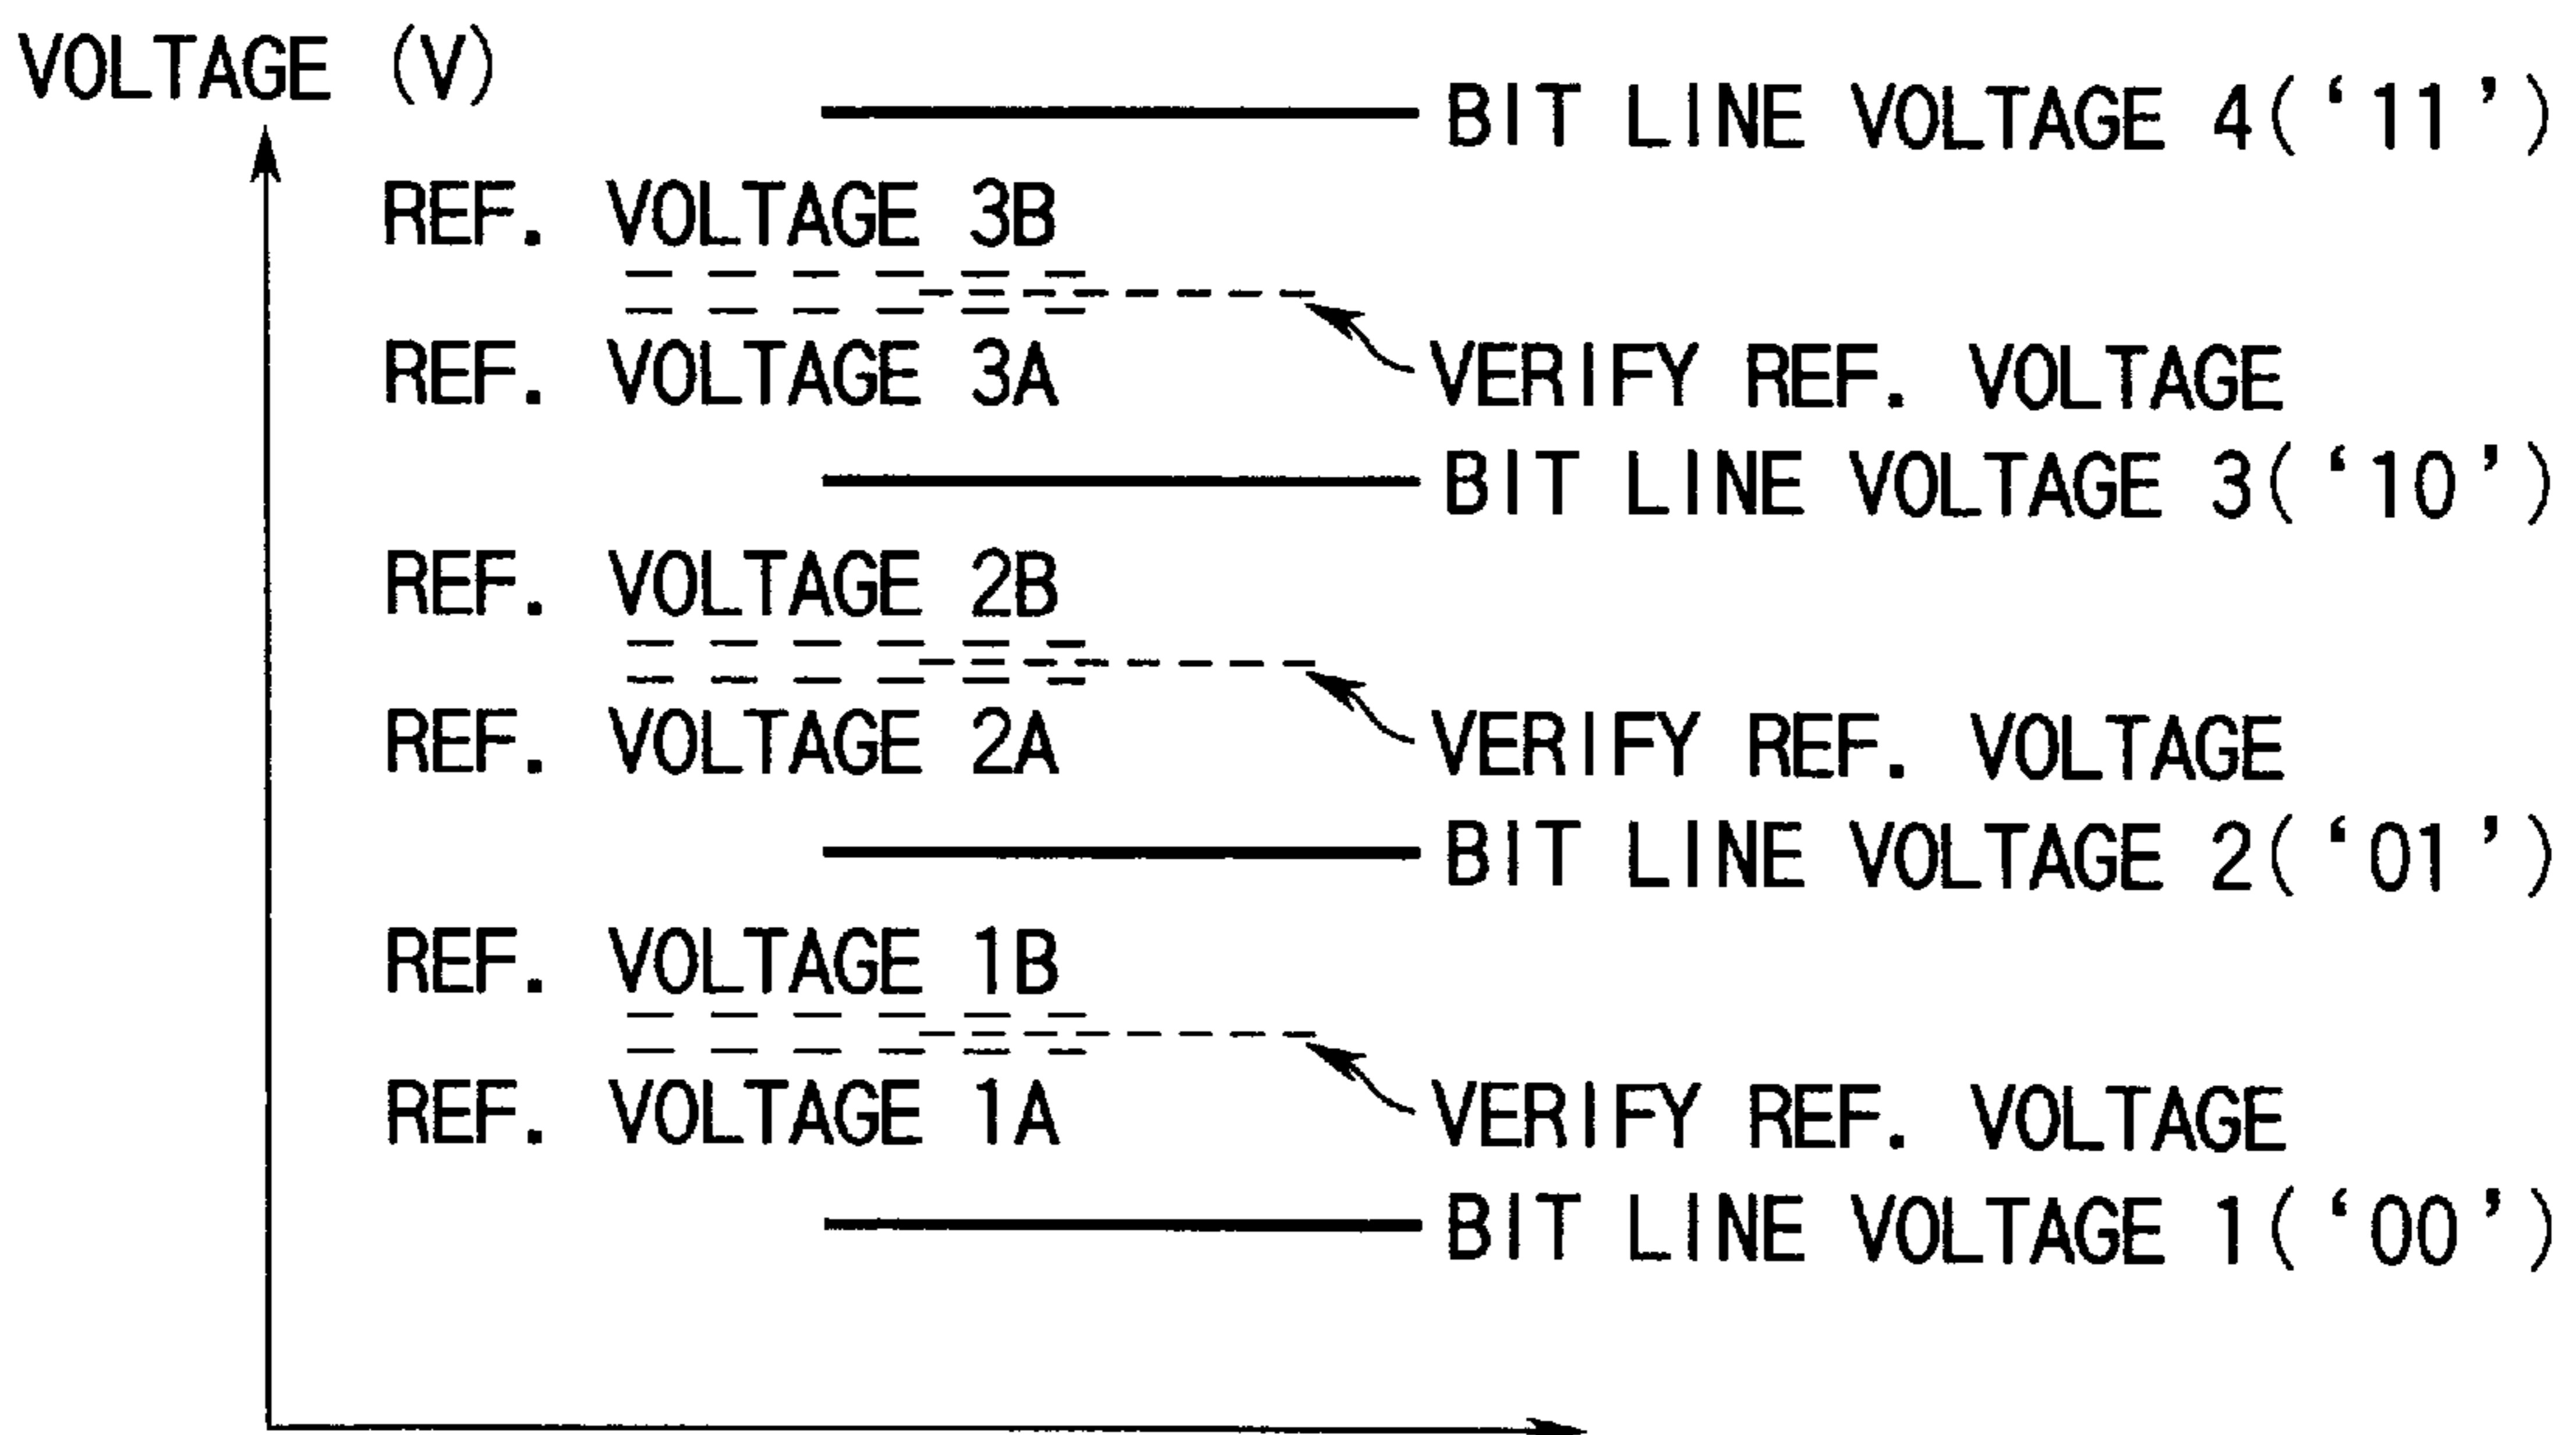 VOLTAGE (V)
BIT LINE VOLTAGE 4('11')
REF. VOLTAGE 3B
REF. VOLTAGE 3A
VERIFY REF. VOLTAGE
BIT LINE VOLTAGE 3('10')
REF. VOLTAGE 2B
REF. VOLTAGE 2A
VERIFY REF. VOLTAGE
BIT LINE VOLTAGE 2('01')
REF. VOLTAGE 1B
REF. VOLTAGE 1A
VERIFY REF. VOLTAGE
BIT LINE VOLTAGE 1('00')